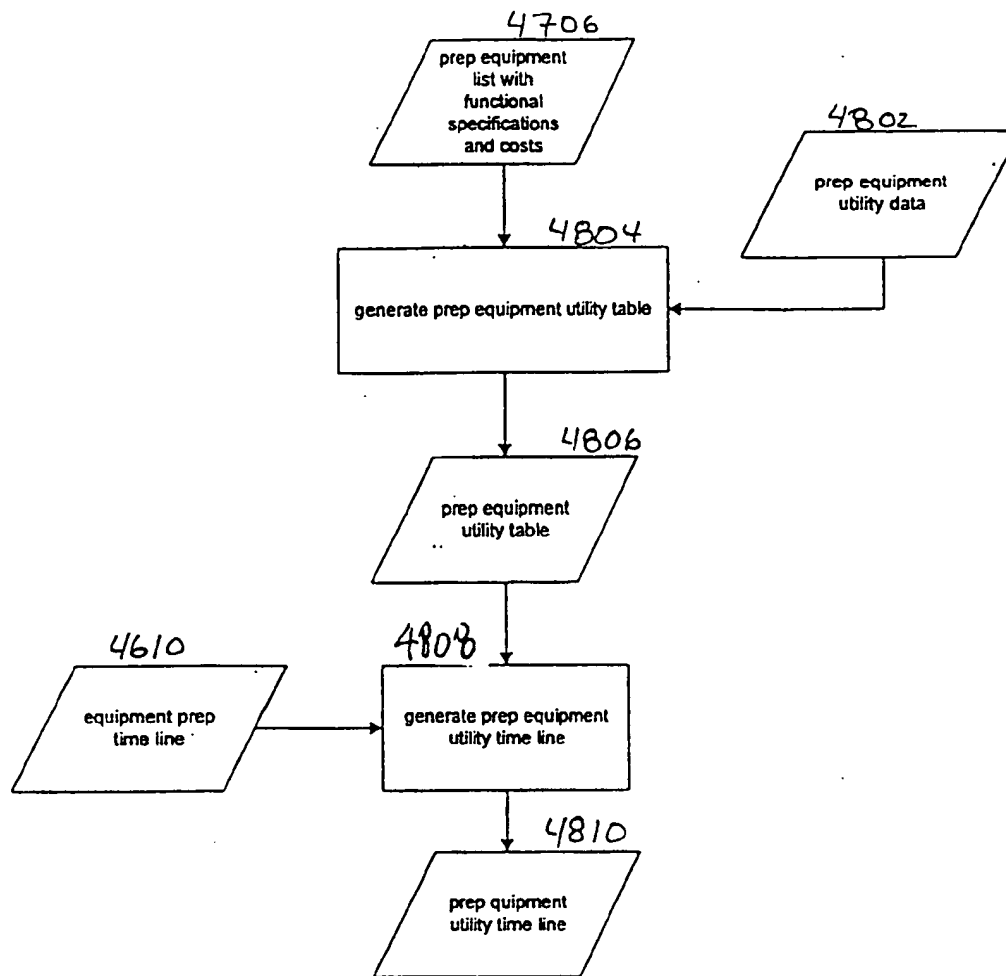 4706
prep equipment
list with
functional
specifications
and costs
4802
prep equipment
utility data
4804
generate prep equipment utility table
4806
prep equipment
utility table
4610
equipment prep
time line
4808
generate prep equipment
utility time line
4810
prep quipment
utility time line